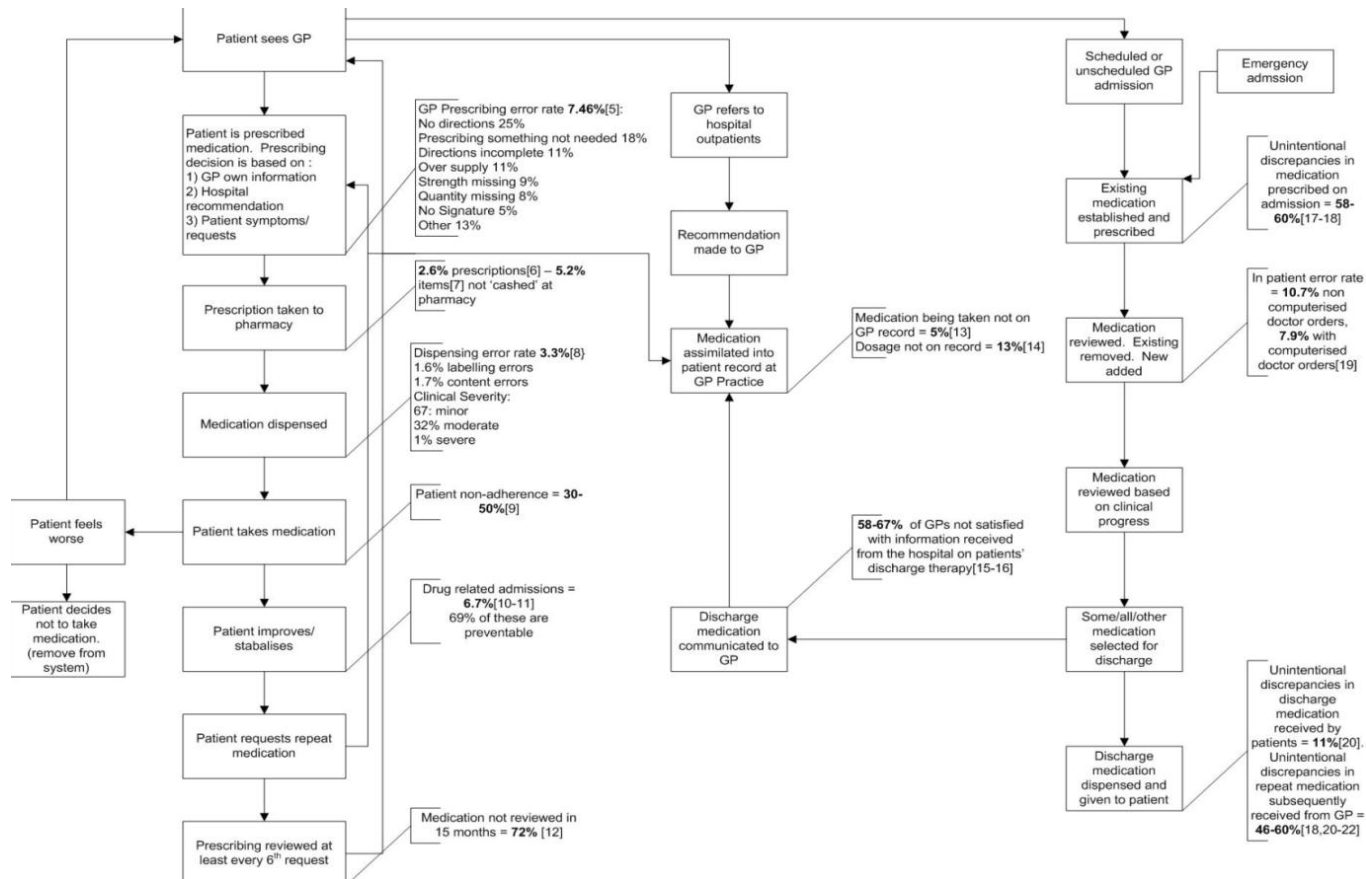 Patient sees GP
Patient is prescribed
medication.  Prescribing
decision is based on :
1) GP own information
2) Hospital
recommendation
3) Patient symptoms/
requests
Prescription taken to
pharmacy
Medication dispensed
Patient takes medication
Patient feels
worse
Patient decides
not to take
medication.
(remove from
system)
Patient improves/
stabalises
Patient requests repeat
medication
Prescribing reviewed at
least every 6th request
GP Prescribing error rate 7.46%[5]:
No directions 25%
Prescribing something not needed 18%
Directions incomplete 11%
Over supply 11%
Strength missing 9%
Quantity missing 8%
No Signature 5%
Other 13%
2.6% prescriptions[6] – 5.2%
items[7] not ‘cashed’ at
pharmacy
Dispensing error rate 3.3%[8}
1.6% labelling errors
1.7% content errors
Clinical Severity:
67: minor
32% moderate
1% severe
Patient non-adherence = 30-
50%[9]
Drug related admissions =
6.7%[10-11]
69% of these are
preventable
Medication not reviewed in
15 months = 72% [12]
GP refers to
hospital
outpatients
Recommendation
made to GP
Medication
assimilated into
patient record at
GP Practice
Medication being taken not on
GP record = 5%[13]
Dosage not on record = 13%[14]
58-67%  of GPs not satisfied
with information received
from the hospital on patients’
discharge therapy[15-16]
Discharge
medication
communicated to
GP
Scheduled or
unscheduled GP
admission
Emergency
admssion
Existing
medication
established and
prescribed
Unintentional
discrepancies in
medication
prescribed on
admission = 58-
60%[17-18]
Medication
reviewed.  Existing
removed.  New
added
In patient error rate
= 10.7% non
computerised
doctor orders,
7.9% with
computerised
doctor orders[19]
Medication
reviewed based
on clinical
progress
Some/all/other
medication
selected for
discharge
Discharge
medication
dispensed and
given to patient
Unintentional
discrepancies in
discharge
medication
received by
patients = 11%[20].
Unintentional
discrepancies in
repeat medication
subsequently
received from GP =
46-60%[18,20-22]